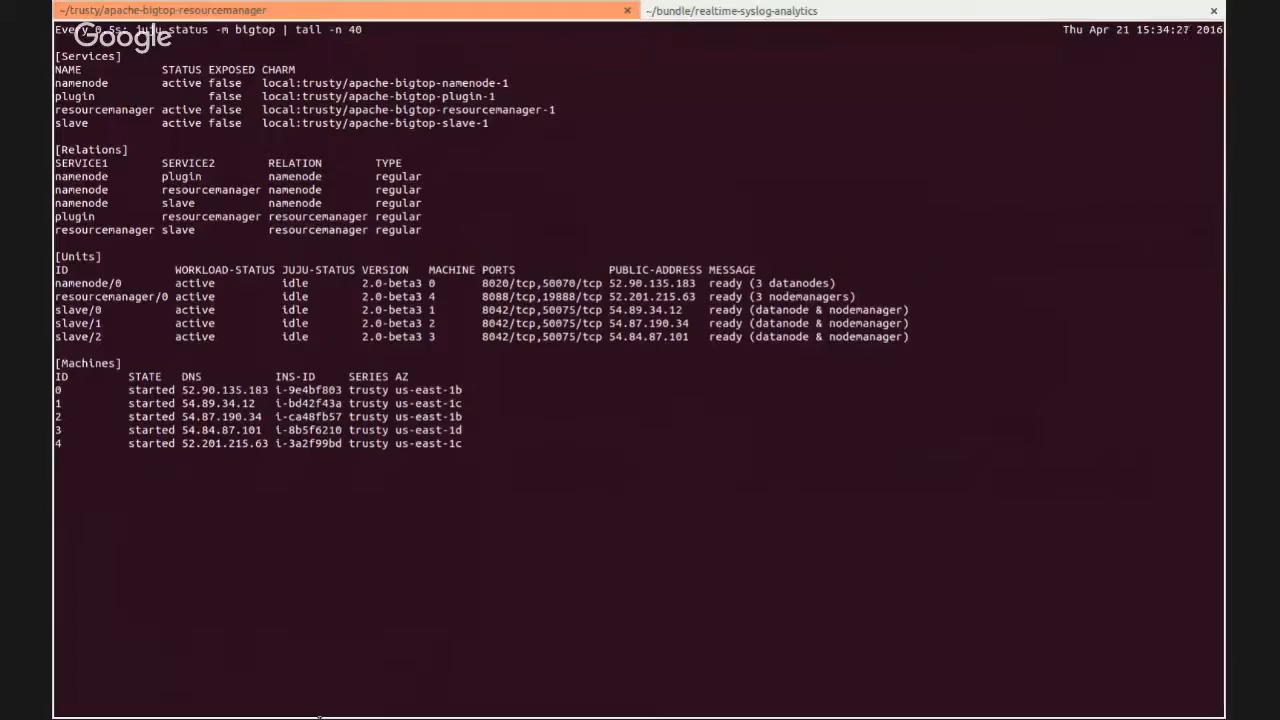 ~/trusty/apache-bigtop-resourcemanager × ~/bundle/realtime-syslog-analytics ×
Every 0.5s: juju status -m bigtop | tail -n 40 Thu Apr 21 15:34:27 2016
Google
[Services]
NAME STATUS EXPOSED CHARM
namenode active false local:trusty/apache-bigtop-namenode-1
plugin false local:trusty/apache-bigtop-plugin-1
resourcemanager active false local:trusty/apache-bigtop-resourcemanager-1
slave active false local:trusty/apache-bigtop-slave-1
[Relations]
SERVICE1 SERVICE2 RELATION TYPE
namenode plugin namenode regular
namenode resourcemanager namenode regular
namenode slave namenode regular
plugin resourcemanager resourcemanager regular
resourcemanager slave resourcemanager regular
[Units]
ID WORKLOAD-STATUS JUJU-STATUS VERSION MACHINE PORTS PUBLIC-ADDRESS MESSAGE
namenode/0 active idle 2.0-beta3 0 8020/tcp,50070/tcp 52.90.135.183 ready (3 datanodes)
resourcemanager/0 active idle 2.0-beta3 4 8088/tcp,19888/tcp 52.201.215.63 ready (3 nodemanagers)
slave/0 active idle 2.0-beta3 1 8042/tcp,50075/tcp 54.89.34.12 ready (datanode & nodemanager)
slave/1 active idle 2.0-beta3 2 8042/tcp,50075/tcp 54.87.190.34 ready (datanode & nodemanager)
slave/2 active idle 2.0-beta3 3 8042/tcp,50075/tcp 54.84.87.101 ready (datanode & nodemanager)
[Machines]
ID STATE DNS INS-ID SERIES AZ
0 started 52.90.135.183 i-9e4bf803 trusty us-east-1b
1 started 54.89.34.12 i-bd42f43a trusty us-east-1c
2 started 54.87.190.34 i-ca48fb57 trusty us-east-1b
3 started 54.84.87.101 i-8b5f6210 trusty us-east-1d
4 started 52.201.215.63 i-3a2f99bd trusty us-east-1c